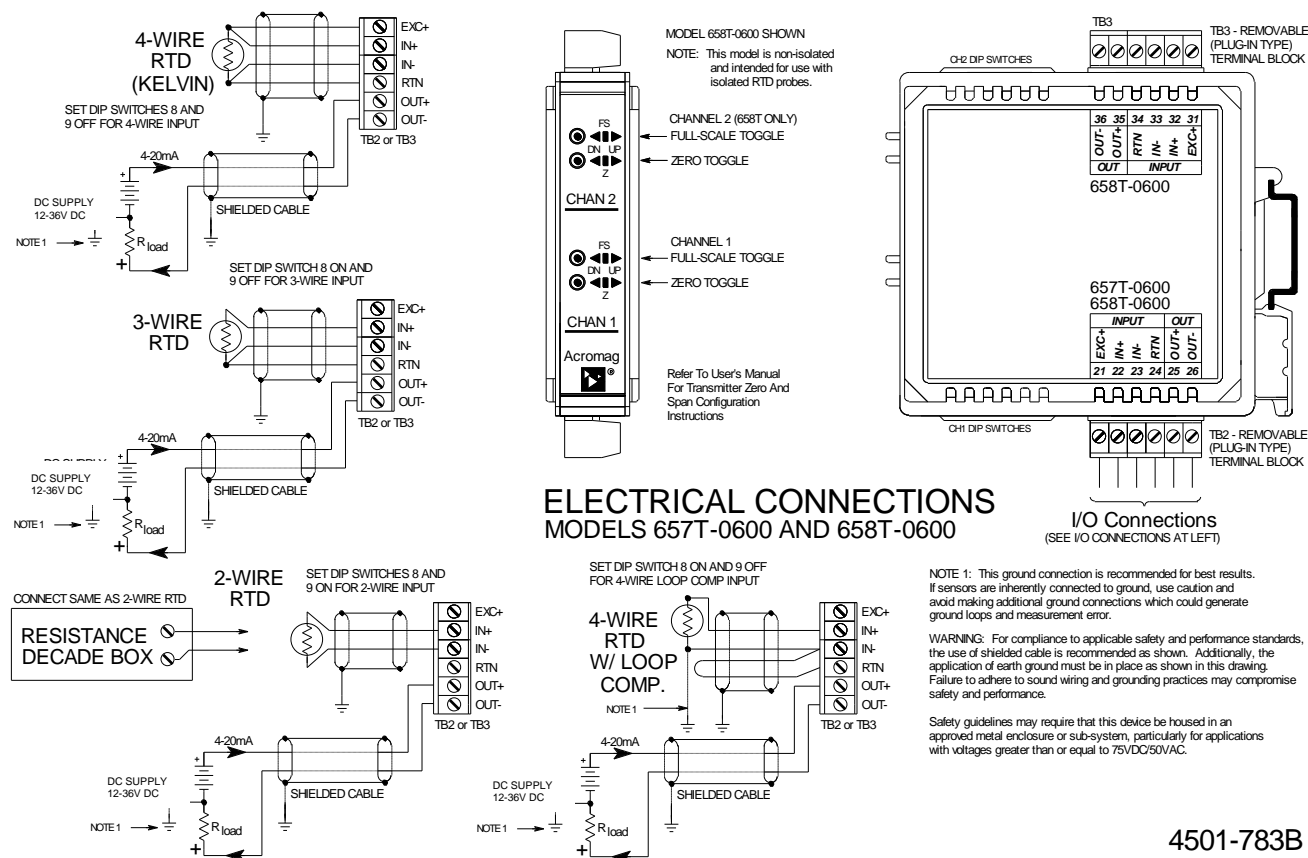 4-WIRE
RTD
(KELVIN)
SET DIP SWITCHES 8 AND
9 OFF FOR 4-WIRE INPUT
EXC+
IN+
IN-
RTN
OUT+
OUT-
TB2 or TB3
4-20mA
+
DC SUPPLY
12-36V DC
SHIELDED CABLE
NOTE 1
Rload
+
SET DIP SWITCH 8 ON AND
9 OFF FOR 3-WIRE INPUT
3-WIRE
RTD
EXC+
IN+
IN-
RTN
OUT+
OUT-
TB2 or TB3
4-20mA
+
DC SUPPLY
12-36V DC
SHIELDED CABLE
NOTE 1
Rload
+
MODEL 658T-0600 SHOWN
NOTE: This model is non-isolated
and intended for use with
isolated RTD probes.
CHANNEL 2 (658T ONLY)
FULL-SCALE TOGGLE
ZERO TOGGLE
FS
DN UP
Z
CHAN 2
CHANNEL 1
FULL-SCALE TOGGLE
ZERO TOGGLE
FS
DN UP
Z
CHAN 1
Acromag
®
Refer To User's Manual
For Transmitter Zero And
Span Configuration
Instructions
TB3
TB3 - REMOVABLE
(PLUG-IN TYPE)
TERMINAL BLOCK
CH2 DIP SWITCHES
36 35 34 33 32 31
OUT- OUT+ RTN IN- IN+ EXC+
OUT INPUT
658T-0600
657T-0600
658T-0600
INPUT OUT
EXC+ IN+ IN- RTN OUT+ OUT-
21 22 23 24 25 26
CH1 DIP SWITCHES
TB2 - REMOVABLE
(PLUG-IN TYPE)
TERMINAL BLOCK
I/O Connections
(SEE I/O CONNECTIONS AT LEFT)
ELECTRICAL CONNECTIONS
MODELS 657T-0600 AND 658T-0600
CONNECT SAME AS 2-WIRE RTD
RESISTANCE
DECADE BOX
2-WIRE
RTD
SET DIP SWITCHES 8 AND
9 ON FOR 2-WIRE INPUT
EXC+
IN+
IN-
RTN
OUT+
OUT-
TB2 or TB3
4-20mA
+
DC SUPPLY
12-36V DC
SHIELDED CABLE
NOTE 1
Rload
+
SET DIP SWITCH 8 ON AND 9 OFF
FOR 4-WIRE LOOP COMP INPUT
4-WIRE
RTD
W/ LOOP
COMP.
NOTE 1
EXC+
IN+
IN-
RTN
OUT+
OUT-
TB2 or TB3
4-20mA
+
DC SUPPLY
12-36V DC
SHIELDED CABLE
NOTE 1
Rload
+
NOTE 1: This ground connection is recommended for best results.
If sensors are inherently connected to ground, use caution and
avoid making additional ground connections which could generate
ground loops and measurement error.
WARNING: For compliance to applicable safety and performance standards,
the use of shielded cable is recommended as shown. Additionally, the
application of earth ground must be in place as shown in this drawing.
Failure to adhere to sound wiring and grounding practices may compromise
safety and performance.
Safety guidelines may require that this device be housed in an
approved metal enclosure or sub-system, particularly for applications
with voltages greater than or equal to 75VDC/50VAC.
4501-783B